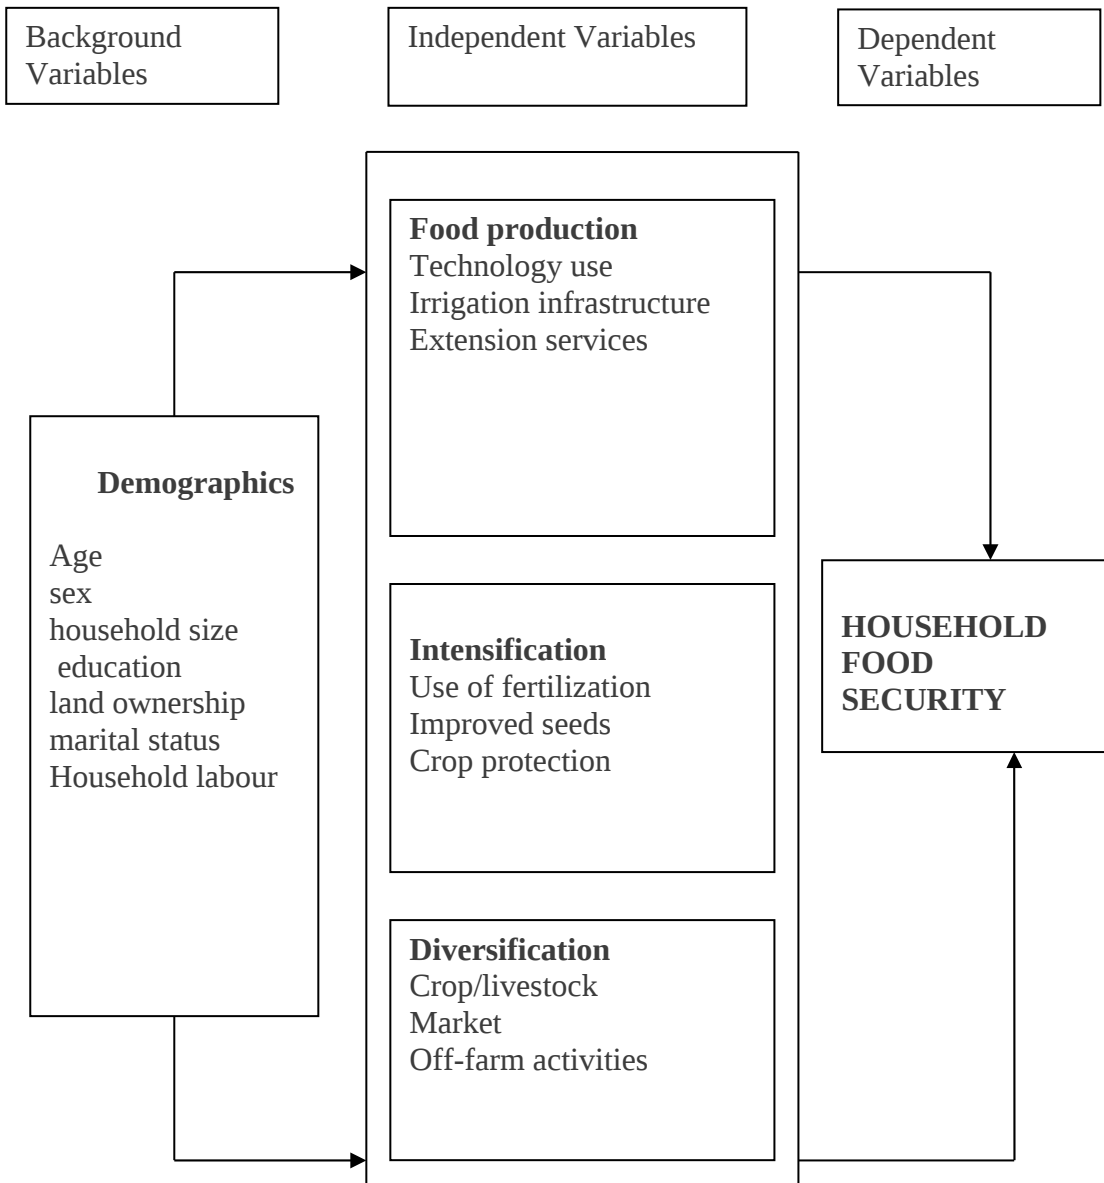 Background
Variables
Independent Variables
Dependent
Variables
Food production
Technology use
Irrigation infrastructure
Extension services
Demographics
Age
sex
household size
education
land ownership
marital status
Household labour
Intensification
Use of fertilization
Improved seeds
Crop protection
Diversification
Crop/livestock
Market
Off-farm activities
HOUSEHOLD
FOOD
SECURITY